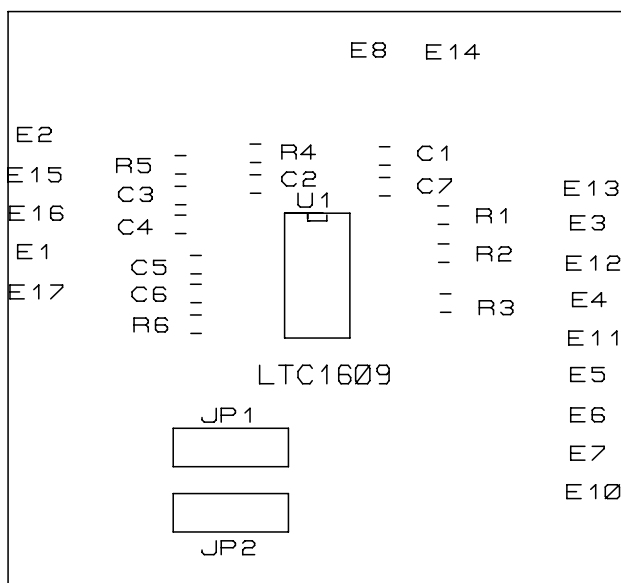 E8 E14
E2
R5 R4 C1
E15
C3 C2 C7 E13
U1
E16 C4 R1 E3
E1 R2
C5 E12
E17 C6 R3 E4
R6 E11
LTC1609 E5
JP1 E6
E7
E10
JP2